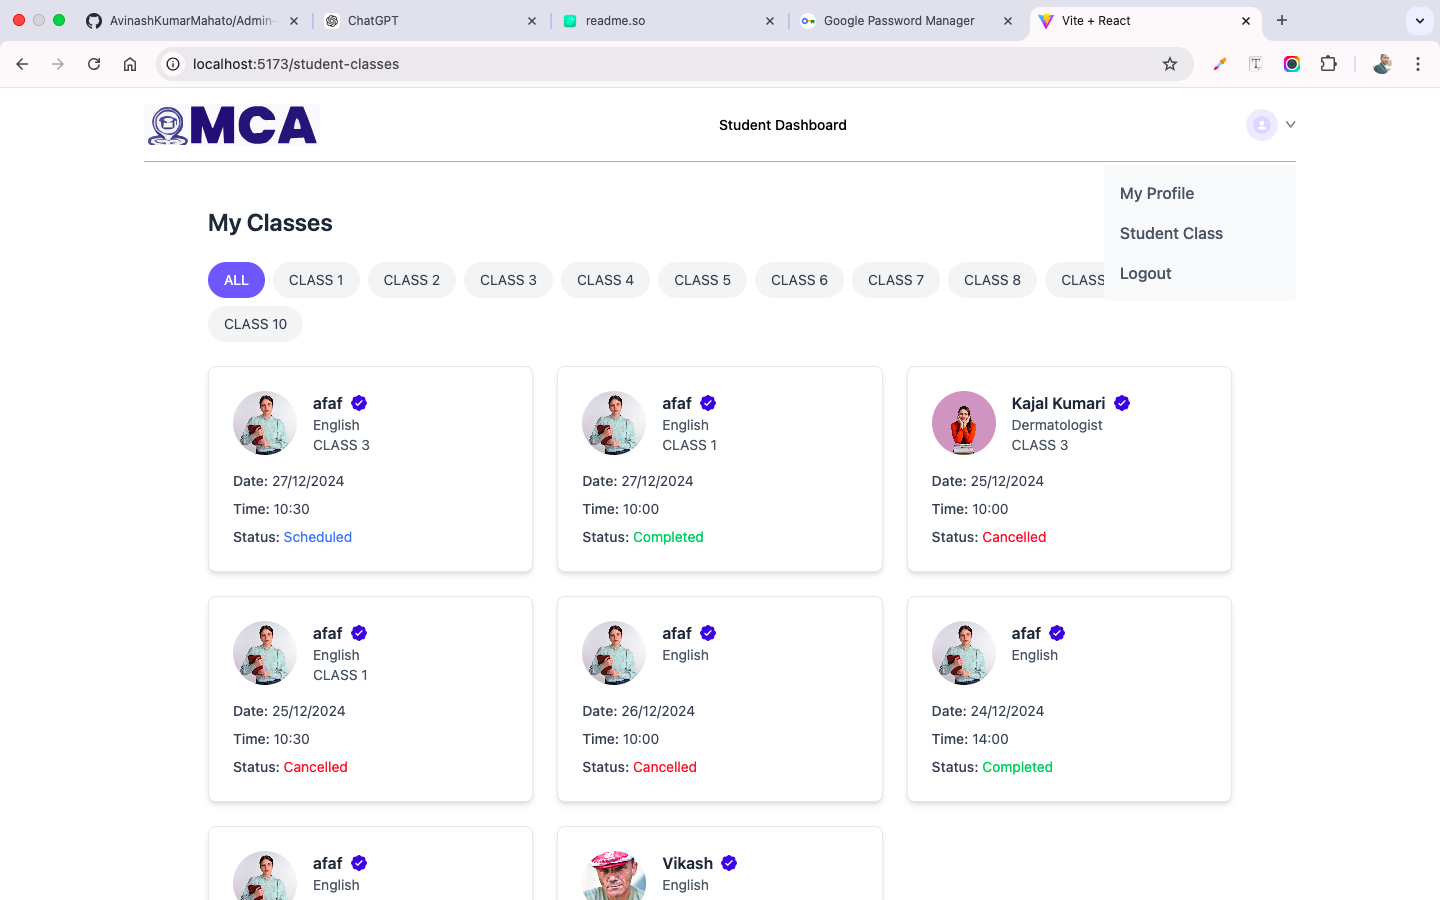 AvinashKumarMahato/Admin-
ChatGPT
readme.so
Google Password Manager
Vite + React
localhost:5173/student-classes
MCA
Student Dashboard
My Profile
Student Class
Logout
My Classes
ALL CLASS 1 CLASS 2 CLASS 3 CLASS 4 CLASS 5 CLASS 6 CLASS 7 CLASS 8 CLASS
CLASS 10
afaf
English
CLASS 3
Date: 27/12/2024
Time: 10:30
Status: Scheduled
afaf
English
CLASS 1
Date: 27/12/2024
Time: 10:00
Status: Completed
Kajal Kumari
Dermatologist
CLASS 3
Date: 25/12/2024
Time: 10:00
Status: Cancelled
afaf
English
CLASS 1
Date: 25/12/2024
Time: 10:30
Status: Cancelled
afaf
English
Date: 26/12/2024
Time: 10:00
Status: Cancelled
afaf
English
Date: 24/12/2024
Time: 14:00
Status: Completed
afaf
English
Vikash
English